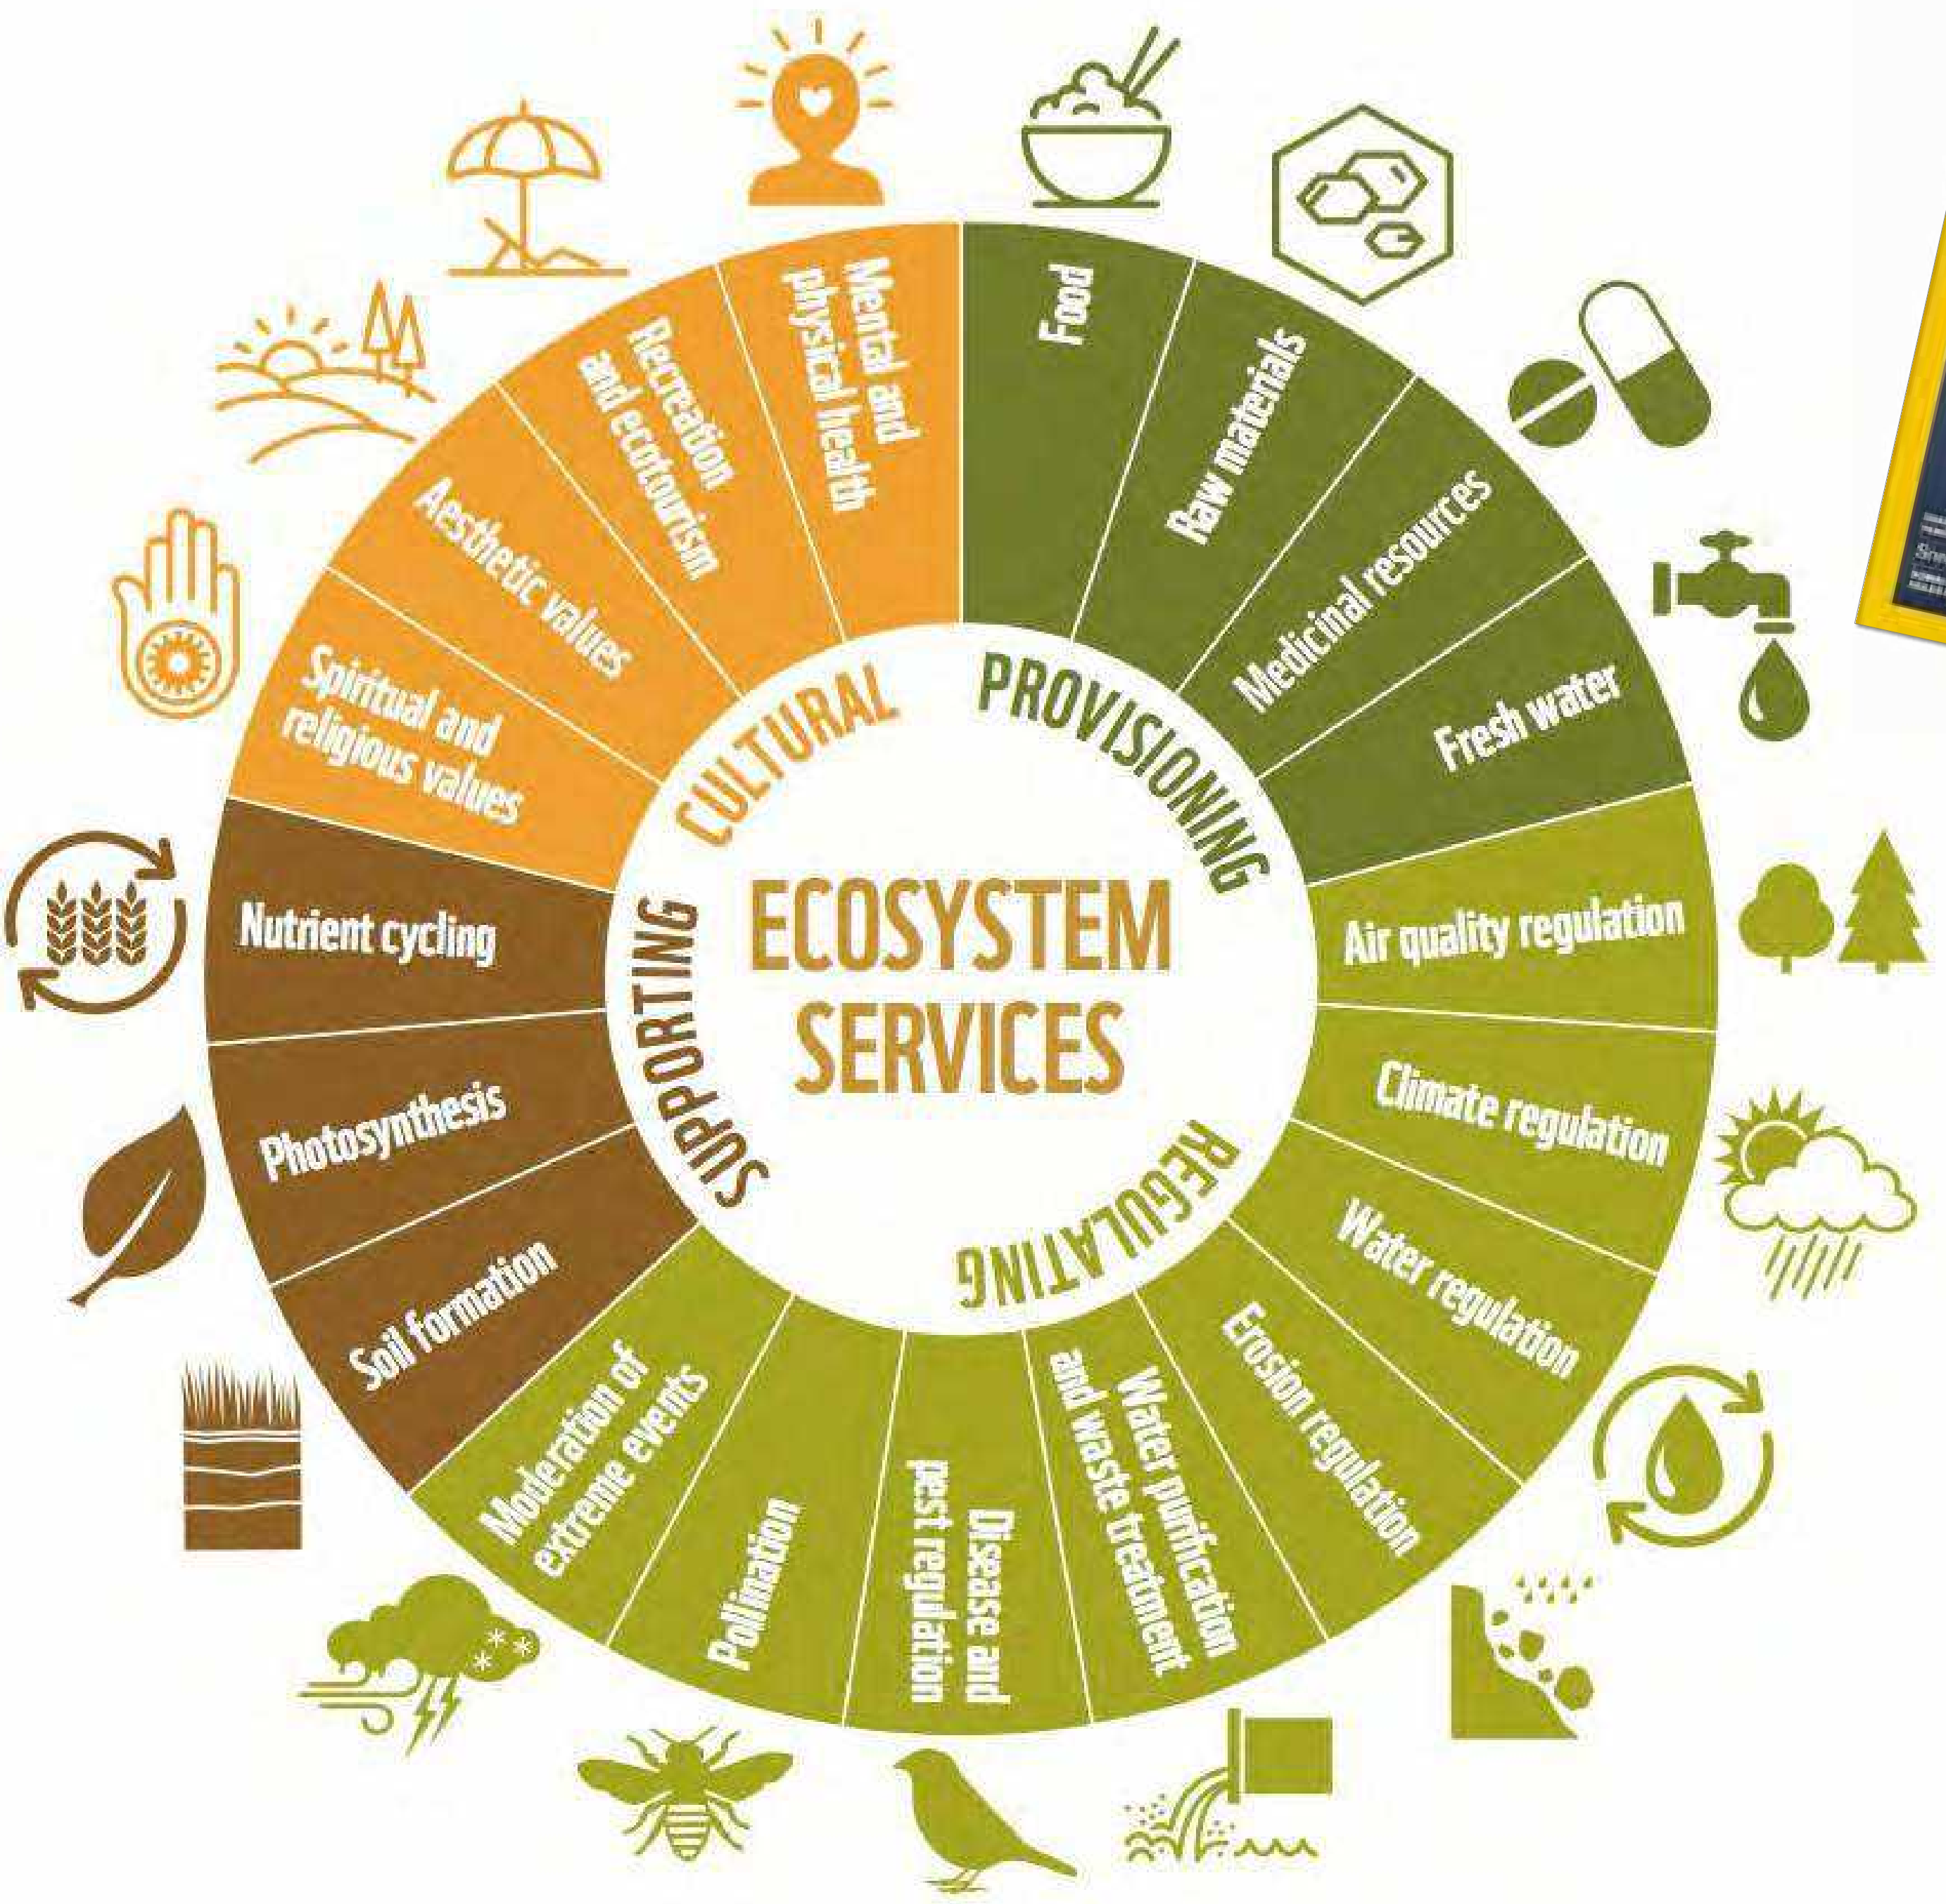 ECOSYSTEM
SERVICES
PROVISIONING
Food
Raw materials
Medicinal resources
Fresh water
REGULATING
Air quality regulation
Climate regulation
Water regulation
Erosion regulation
Water purification
and waste treatment
Disease and
pest regulation
Pollination
Moderation of
extreme events
SUPPORTING
Soil formation
Photosynthesis
Nutrient cycling
CULTURAL
Spiritual and
religious values
Aesthetic values
Recreation
and ecotourism
Mental and
physical health